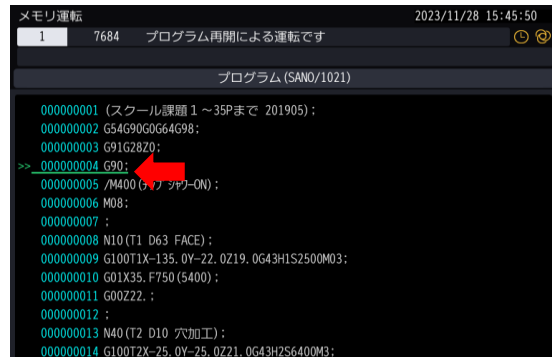 メモリ運転 2023/11/28 15:45:50
1 7684 プログラム再開による運転です
プログラム(SANO/1021)
000000001 (スクール課題1~35Pまで 201905);
000000002 G54G90G0G64G98;
000000003 G91G28Z0;
>> 000000004 G90;
000000005 /M400(ﾁｯﾌﾟ ｼｬﾜｰ-ON);
000000006 M08;
000000007 ;
000000008 N10(T1 D63 FACE);
000000009 G100T1X-135.0Y-22.0Z19.0G43H1S2500M03;
000000010 G01X35.F750(5400);
000000011 G00Z22.;
000000012 ;
000000013 N40(T2 D10 穴加工);
000000014 G100T2X-25.0Y-25.0Z21.0G43H2S6400M3;